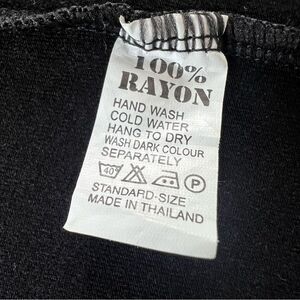 100%
RAYON
HAND WASH
COLD WATER
HANG TO DRY
WASH DARK COLOUR
SEPARATELY
40° P
STANDARD-SIZE
MADE IN THAILAND